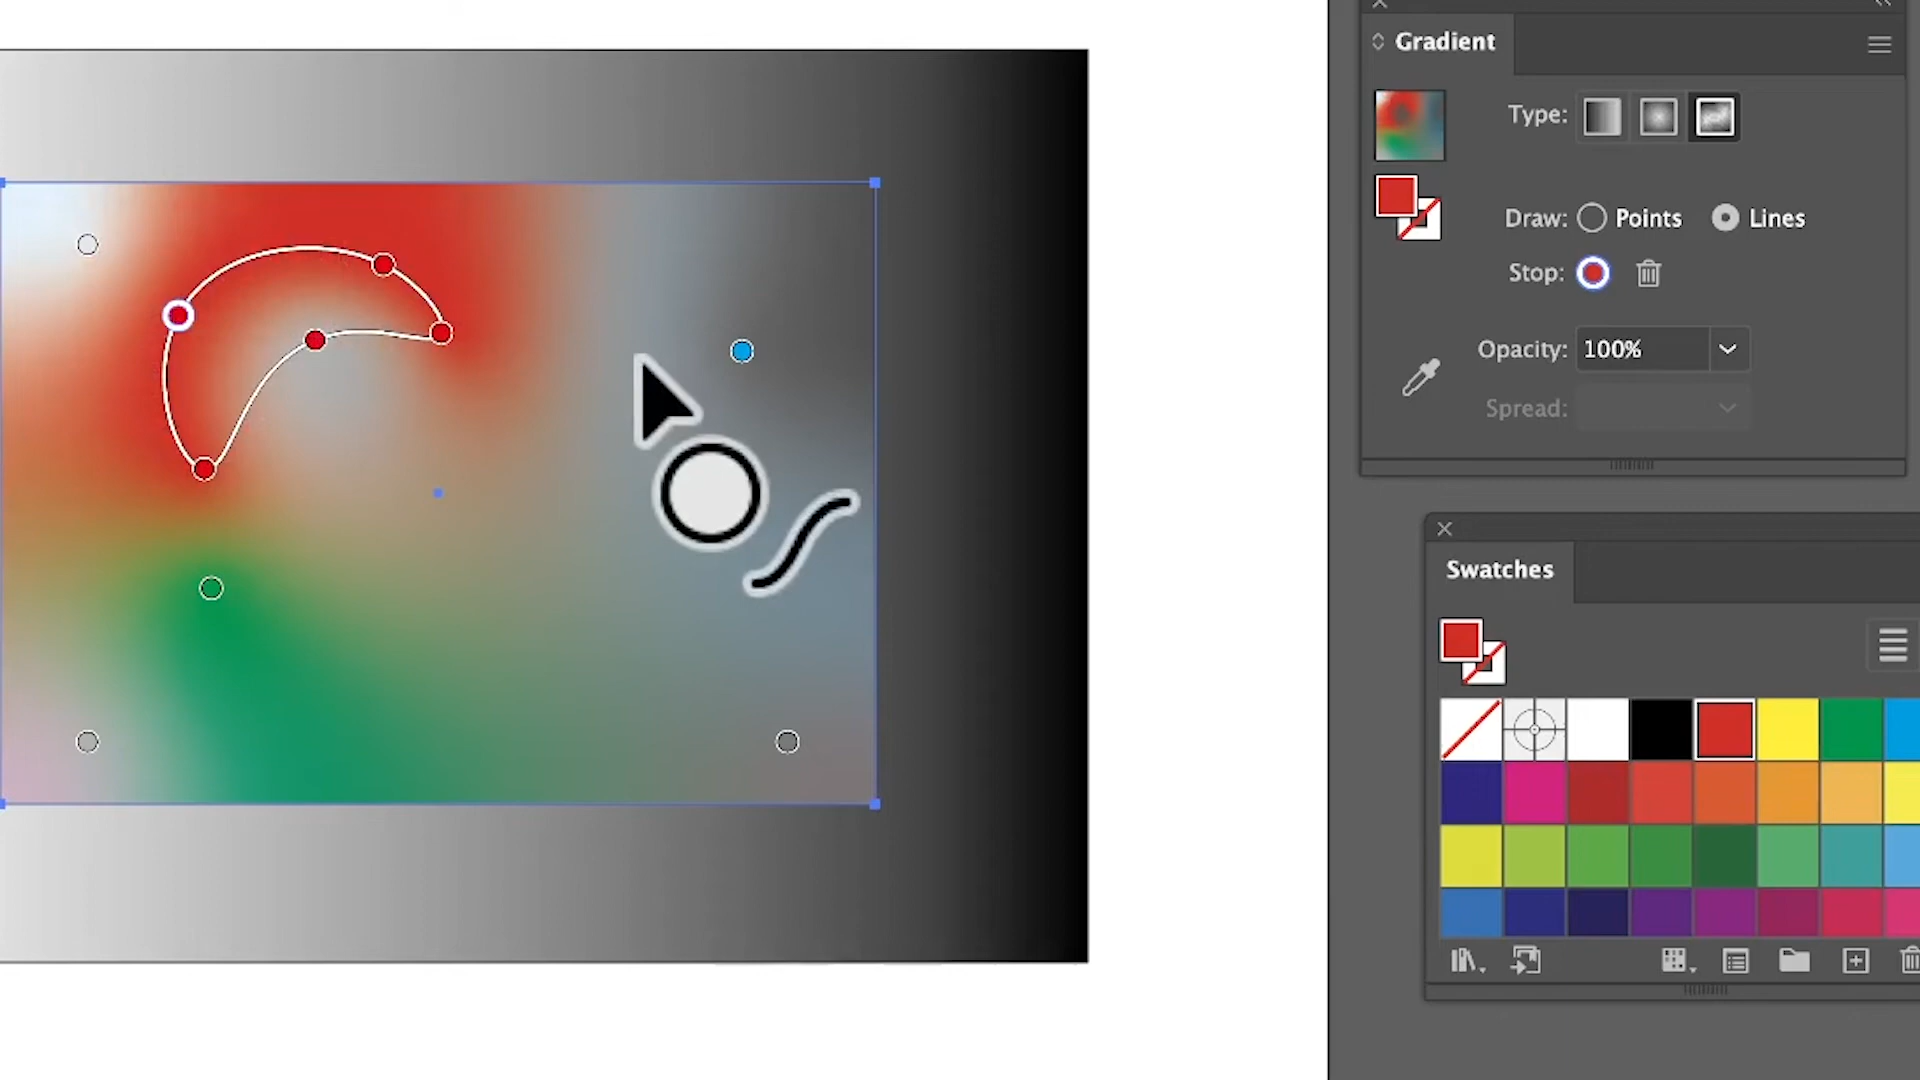 Gradient
Type:
Draw: Points Lines
Stop:
Opacity: 100%
Spread:
Swatches